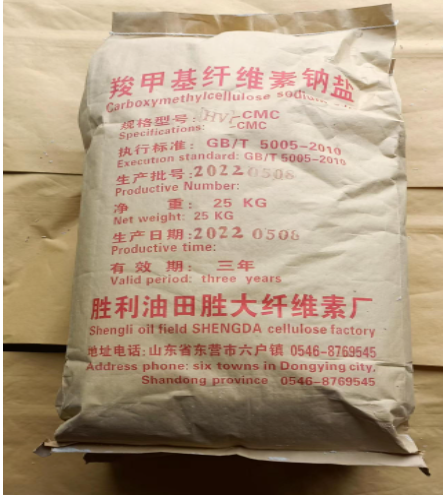 羧甲基纤维素钠盐
Carboxymethylcellulose sodium
规格型号: HV-CMC
Specifications: -CMC
执行标准: GB/T 5005-2010
Execution standard: GB/T 5005-2010
生产批号: 20220508
Productive Number:
净 重: 25 KG
Net weight: 25 KG
生产日期: 20220508
Productive time:
有 效 期: 三年
Valid period: three years
胜利油田胜大纤维素厂
Shengli oil field SHENGDA cellulose factory
地址电话: 山东省东营市六户镇 0546-8769545
Address phone: six towns in Dongying city,
Shandong province 0546-8769545